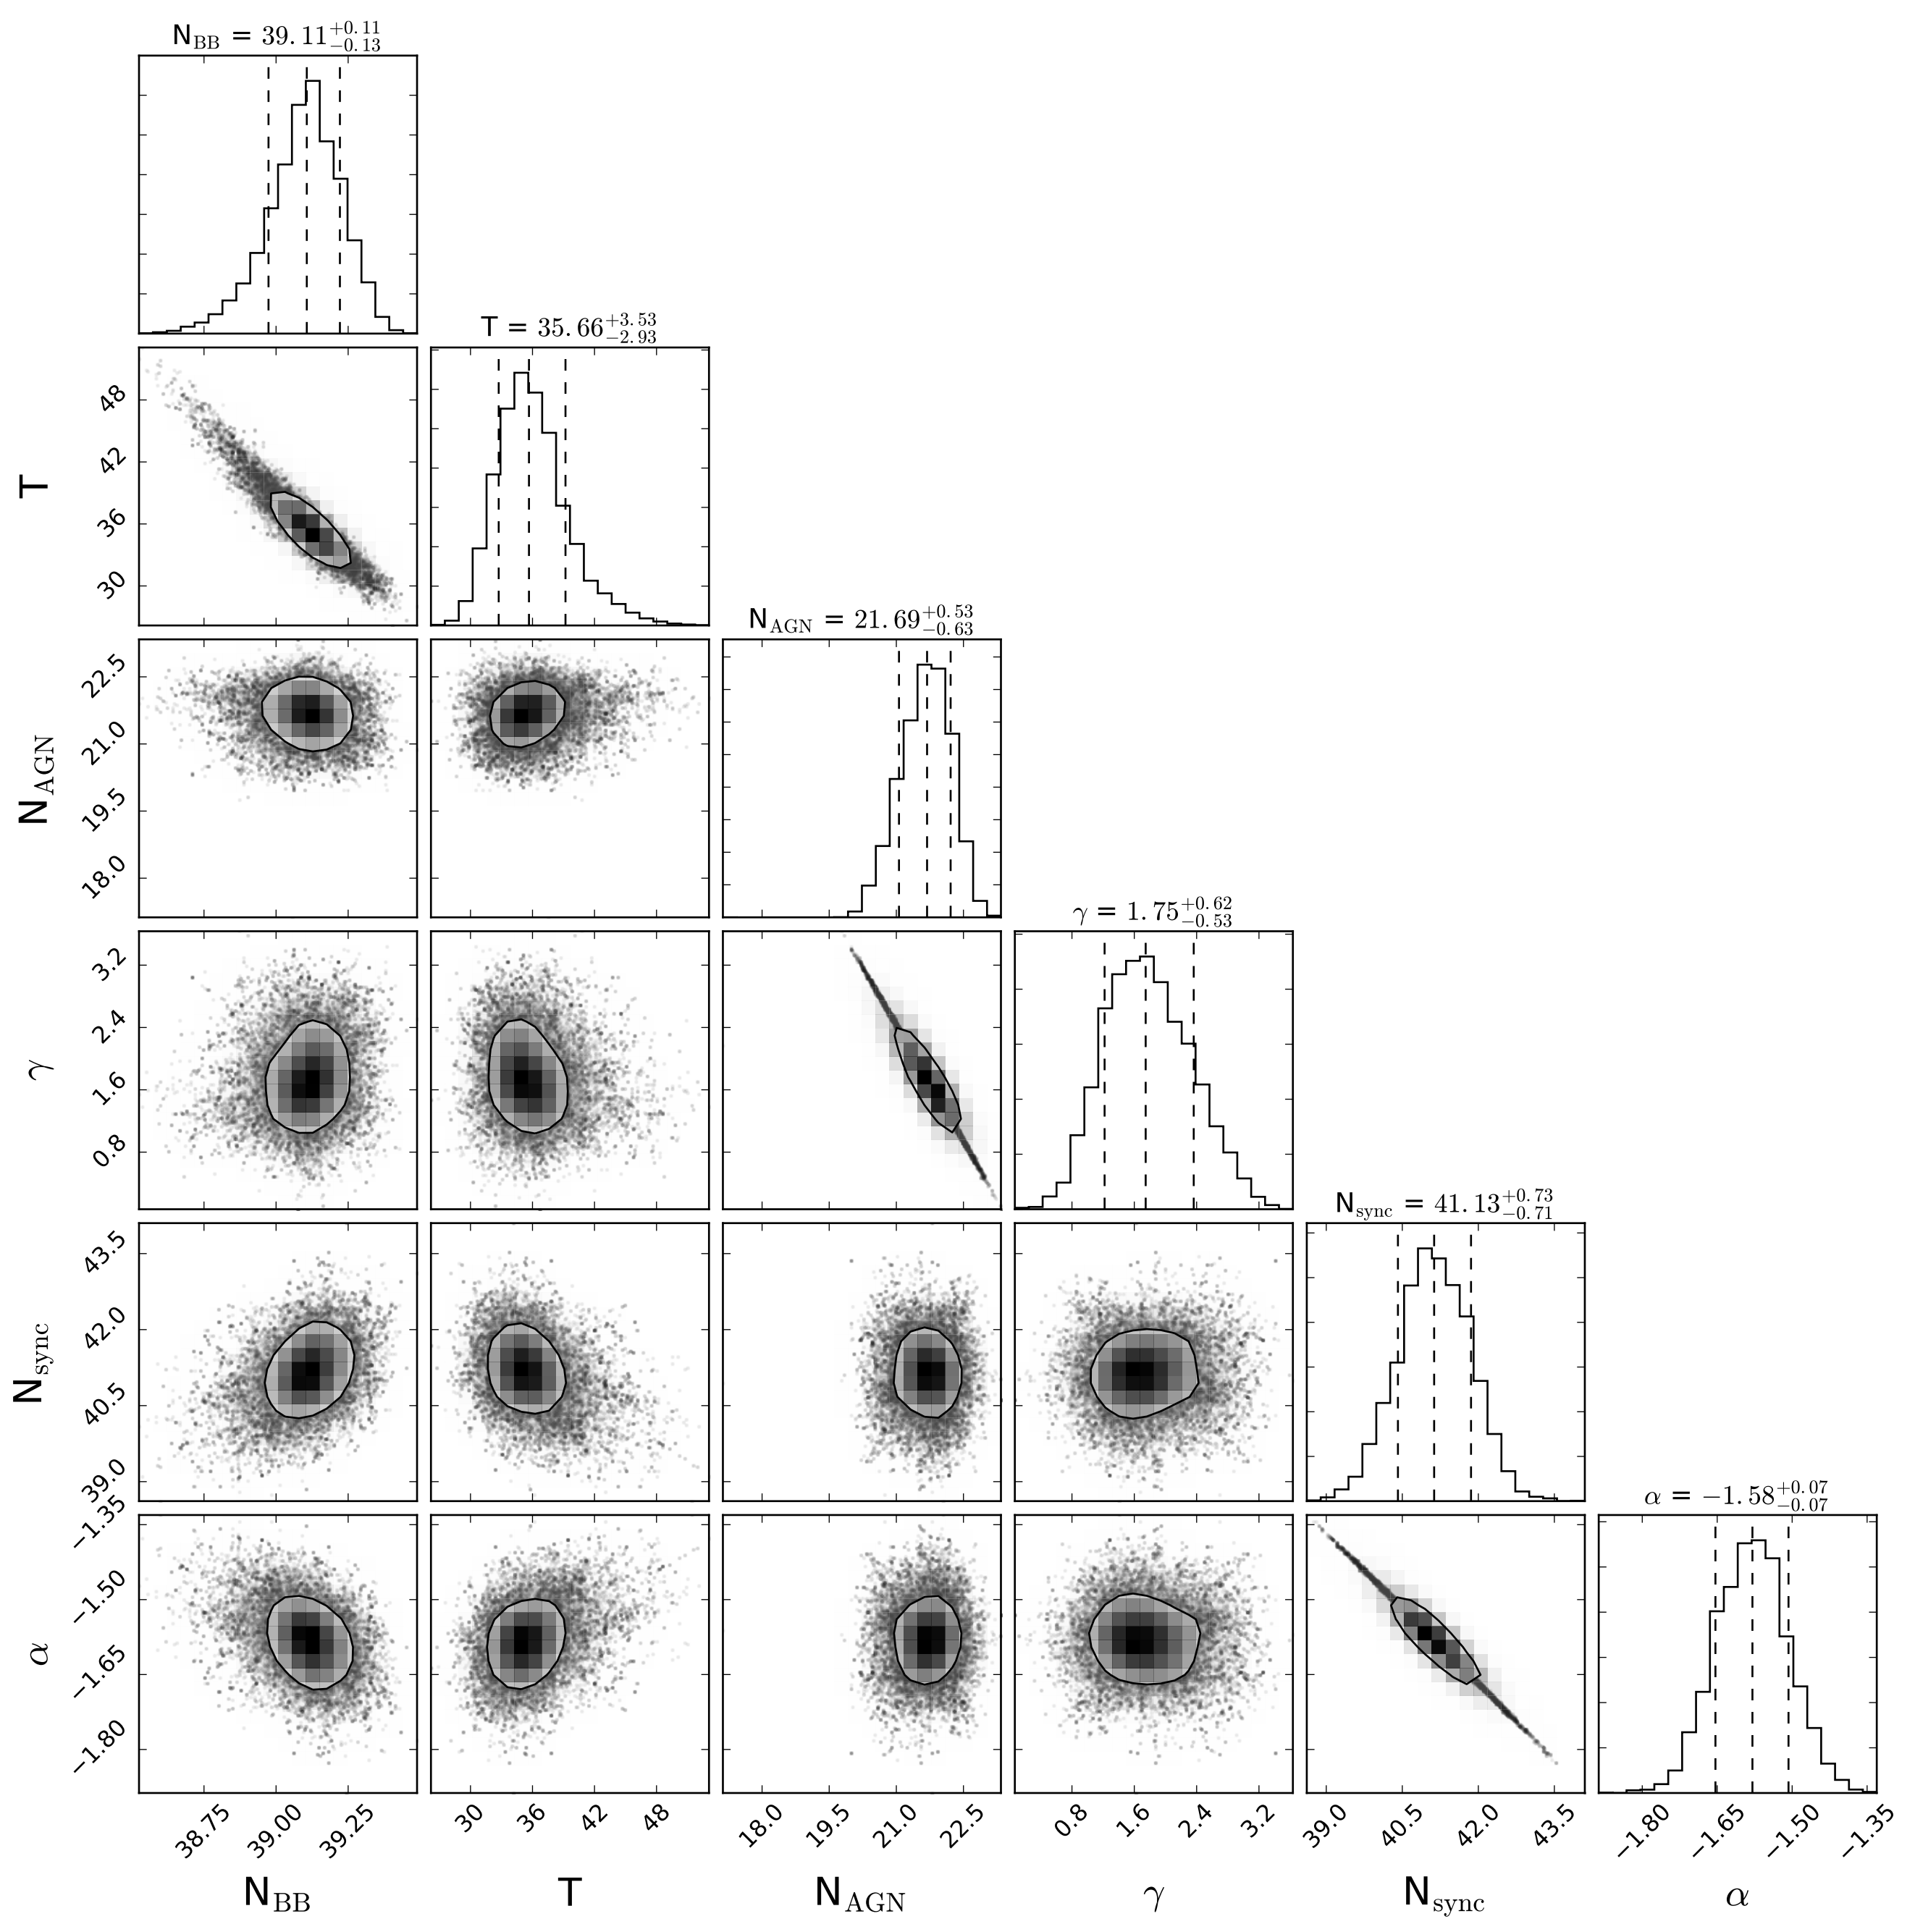 N_BB = 39.11^{+0.11}_{-0.13}
T = 35.66^{+3.53}_{-2.93}
T
48
42
36
30
N_AGN = 21.69^{+0.53}_{-0.63}
N_AGN
22.5
21.0
19.5
18.0
γ = 1.75^{+0.62}_{-0.53}
γ
3.2
2.4
1.6
0.8
N_sync = 41.13^{+0.73}_{-0.71}
N_sync
43.5
42.0
40.5
39.0
α = −1.58^{+0.07}_{-0.07}
α
−1.35
−1.50
−1.65
−1.80
38.75 39.00 39.25 30 36 42 48 18.0 19.5 21.0 22.5 0.8 1.6 2.4 3.2 39.0 40.5 42.0 43.5 −1.80 −1.65 −1.50 −1.35
N_BB T N_AGN γ N_sync α